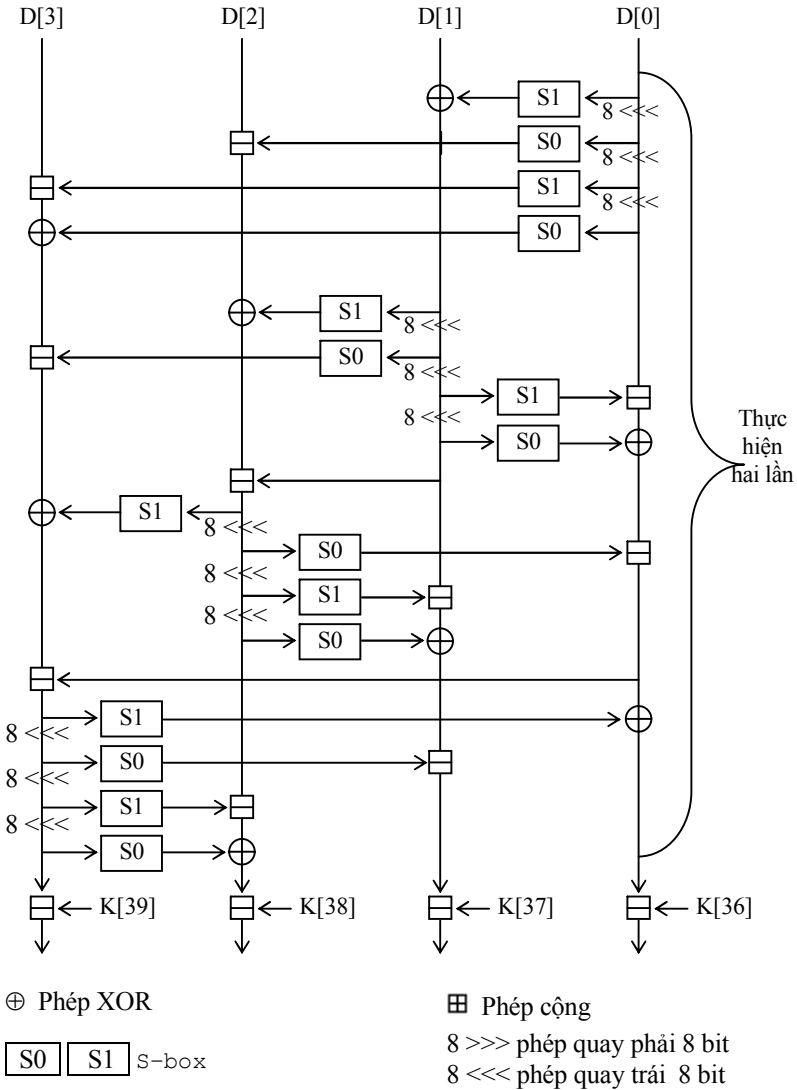 D[3] D[2] D[1] D[0]
S1
8 <<<
S0
8 <<<
S1
8 <<<
S0
S1
8 <<<
S0
8 <<<
S1
8 <<<
S0
Thực
hiện
hai lần
S1
8 <<<
S0
8 <<<
S1
8 <<<
S0
S1
8 <<<
S0
8 <<<
S1
8 <<<
S0
K[39] K[38] K[37] K[36]
⊕ Phép XOR
⊞ Phép cộng
S0 S1 S-box
8 >>> phép quay phải 8 bit
8 <<< phép quay trái 8 bit